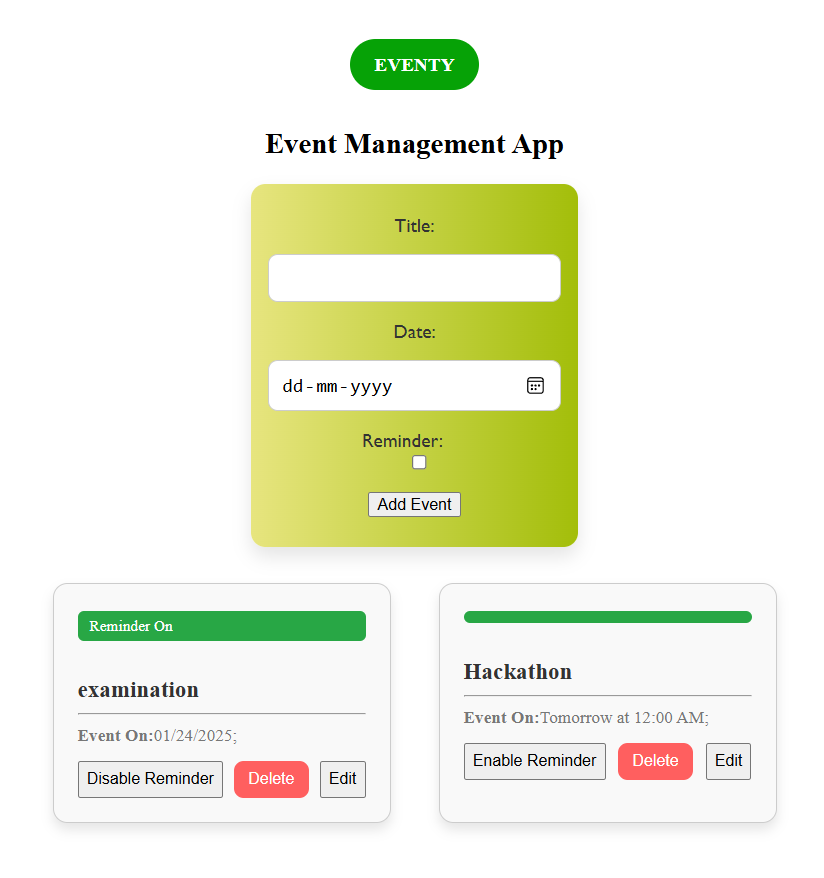 EVENTY
Event Management App
Title:
Date:
dd-mm-yyyy
Reminder:
Add Event
Reminder On
examination
Event On:01/24/2025;
Disable Reminder Delete Edit
Hackathon
Event On:Tomorrow at 12:00 AM;
Enable Reminder Delete Edit